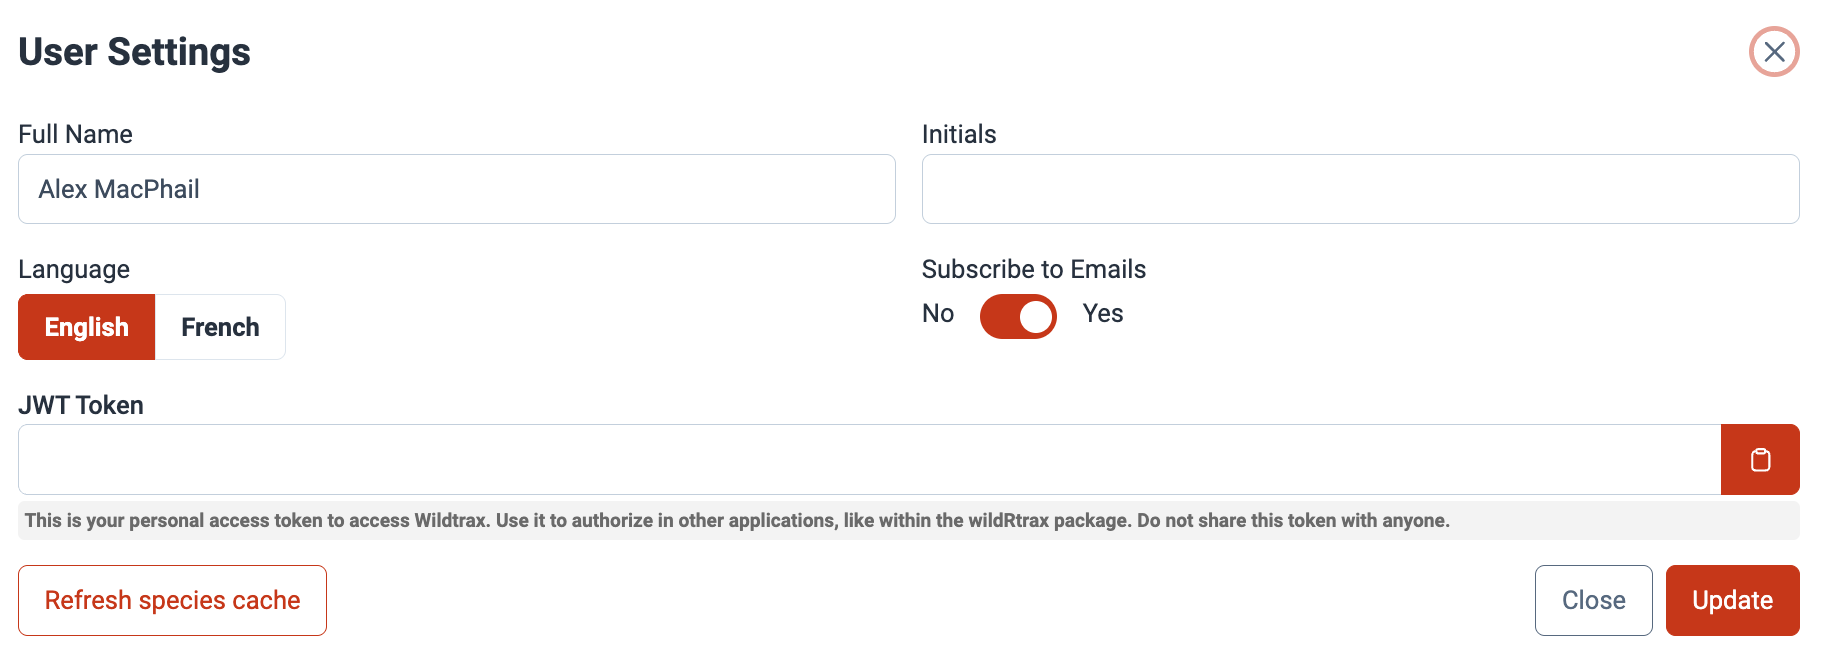 User Settings
Full Name
Initials
Alex MacPhail
Language
Subscribe to Emails
English
French
No
Yes
JWT Token
This is your personal access token to access Wildtrax. Use it to authorize in other applications, like within the wildRtrax package. Do not share this token with anyone.
Refresh species cache
Close
Update